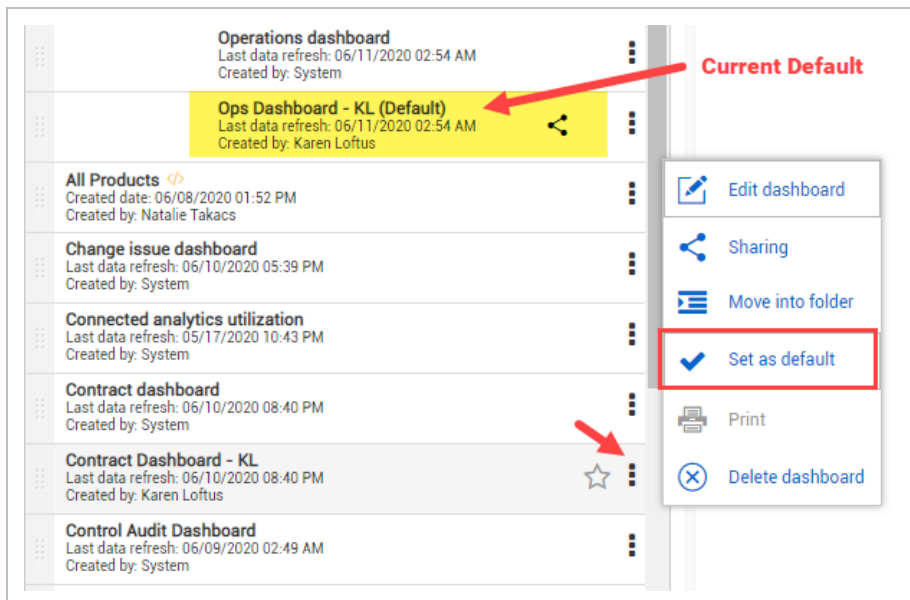 Operations dashboard
Last data refresh: 06/11/2020 02:54 AM
Created by: System
Current Default
Ops Dashboard - KL (Default)
Last data refresh: 06/11/2020 02:54 AM
Created by: Karen Loftus
All Products </>
Created date: 06/08/2020 01:52 PM
Created by: Natalie Takacs
Change issue dashboard
Last data refresh: 06/10/2020 05:39 PM
Created by: System
Connected analytics utilization
Last data refresh: 05/17/2020 10:43 PM
Created by: System
Contract dashboard
Last data refresh: 06/10/2020 08:40 PM
Created by: System
Contract Dashboard - KL
Last data refresh: 06/10/2020 08:40 PM
Created by: Karen Loftus
Control Audit Dashboard
Last data refresh: 06/09/2020 02:49 AM
Created by: System
Edit dashboard
Sharing
Move into folder
Set as default
Print
Delete dashboard